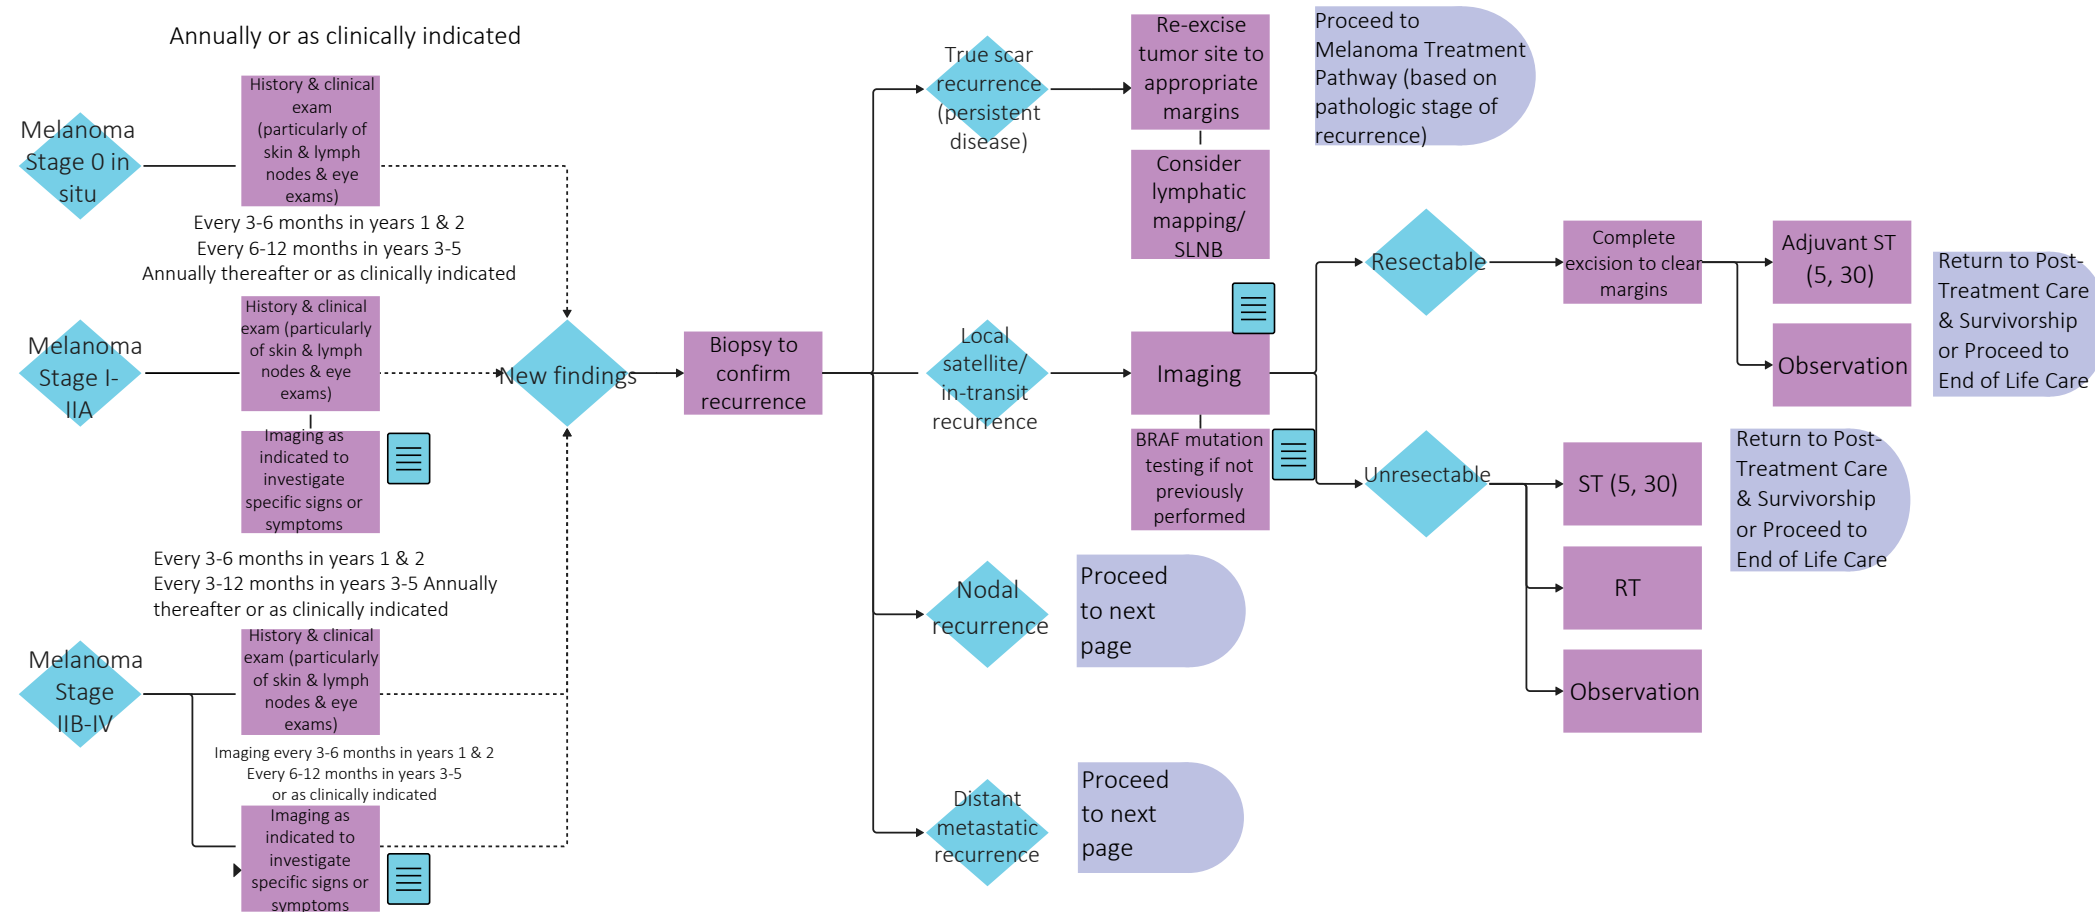 Annually or as clinically indicated
Melanoma
Stage 0 in
situ
History & clinical
exam
(particularly of
skin & lymph
nodes & eye
exams)
Every 3-6 months in years 1 & 2
Every 6-12 months in years 3-5
Annually thereafter or as clinically indicated
Melanoma
Stage I-
IIA
History & clinical
exam (particularly
of skin & lymph
nodes & eye
exams)
Imaging as
indicated to
investigate
specific signs or
symptoms
Every 3-6 months in years 1 & 2
Every 3-12 months in years 3-5 Annually
thereafter or as clinically indicated
Melanoma
Stage
IIB-IV
History & clinical
exam (particularly
of skin & lymph
nodes & eye
exams)
Imaging every 3-6 months in years 1 & 2
Every 6-12 months in years 3-5
or as clinically indicated
Imaging as
indicated to
investigate
specific signs or
symptoms
New findings
Biopsy to
confirm
recurrence
True scar
recurrence
(persistent
disease)
Re-excise
tumor site to
appropriate
margins
Consider
lymphatic
mapping/
SLNB
Proceed to
Melanoma Treatment
Pathway (based on
pathologic stage of
recurrence)
Local
satellite/
in-transit
recurrence
Imaging
BRAF mutation
testing if not
previously
performed
Resectable
Complete
excision to clear
margins
Adjuvant ST
(5, 30)
Observation
Return to Post-
Treatment Care
& Survivorship
or Proceed to
End of Life Care
Unresectable
ST (5, 30)
RT
Observation
Return to Post-
Treatment Care
& Survivorship
or Proceed to
End of Life Care
Nodal
recurrence
Proceed
to next
page
Distant
metastatic
recurrence
Proceed
to next
page